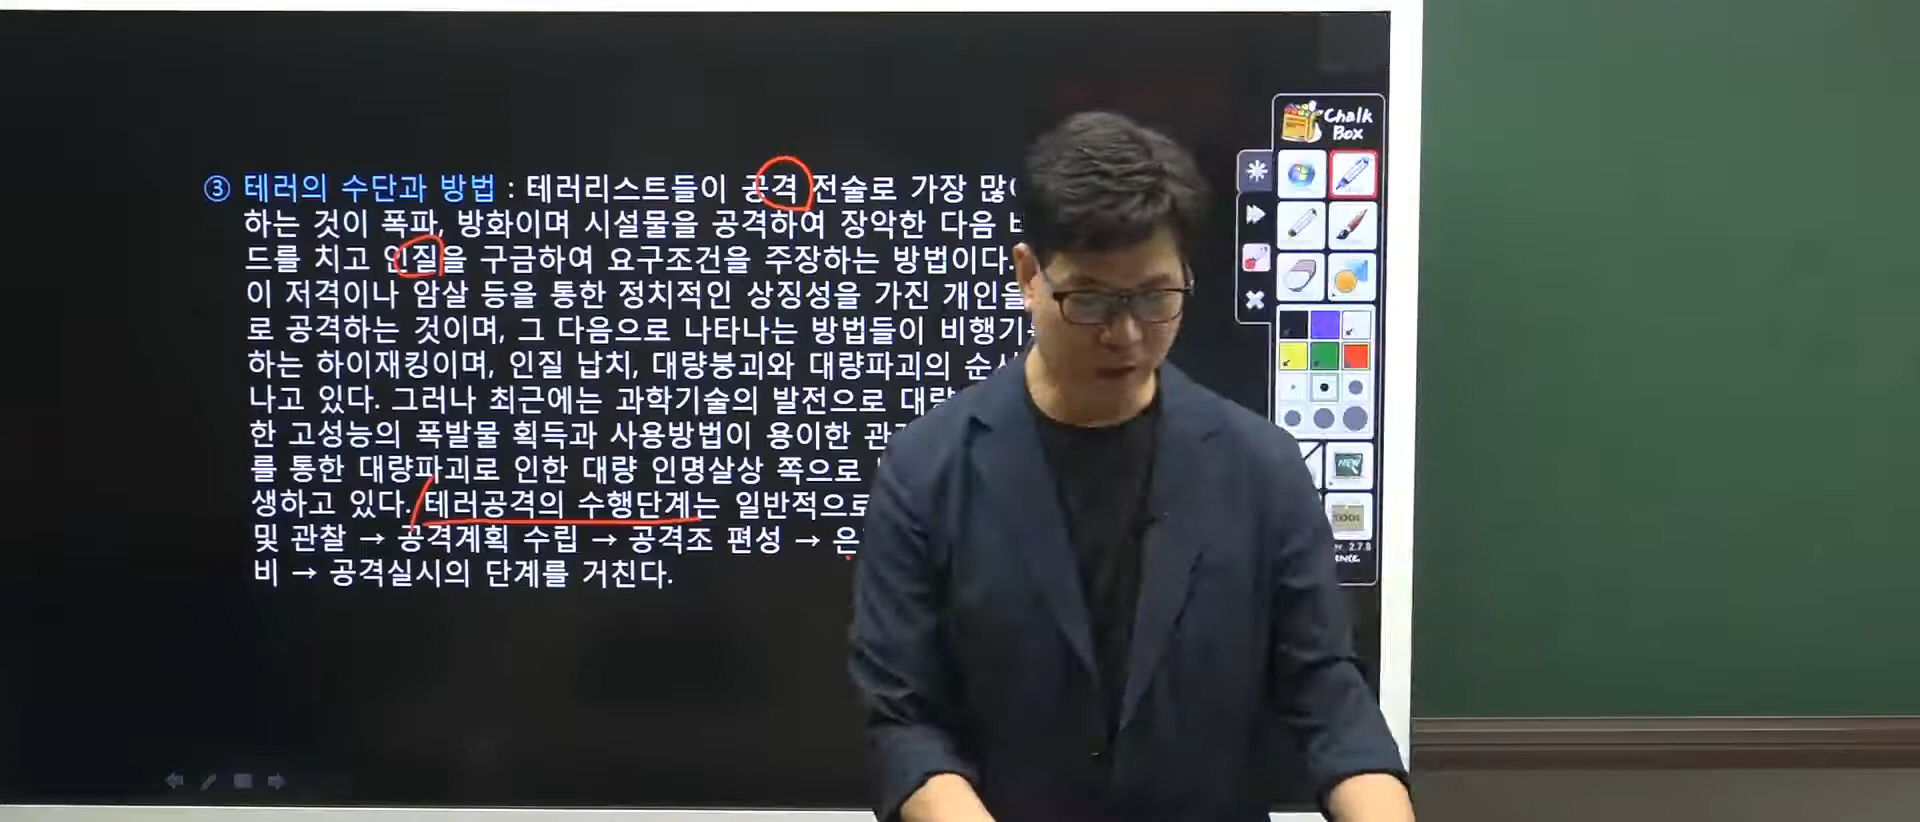 ③ 테러의 수단과 방법 : 테러리스트들이 공격 전술로 가장
하는 것이 폭파, 방화이며 시설물을 공격하여 장악한 다음
드를 치고 인질을 구금하여 요구조건을 주장하는 방법이다.
이 저격이나 암살 등을 통한 정치적인 상징성을 가진 개인을
로 공격하는 것이며, 그 다음으로 나타나는 방법들이
하는 하이재킹이며, 인질 납치, 대량붕괴와 대량파괴의
나고 있다. 그러나 최근에는 과학기술의 발전으로
한 고성능의 폭발물 획득과 사용방법이 용이한
를 통한 대량파괴로 인한 대량 인명살상 쪽으로
생하고 있다. 테러공격의 수행단계는 일반적으로
및 관찰 → 공격계획 수립 → 공격조 편성 →
비 → 공격실시의 단계를 거친다.
Chalk
Box
NEW
2.7.8